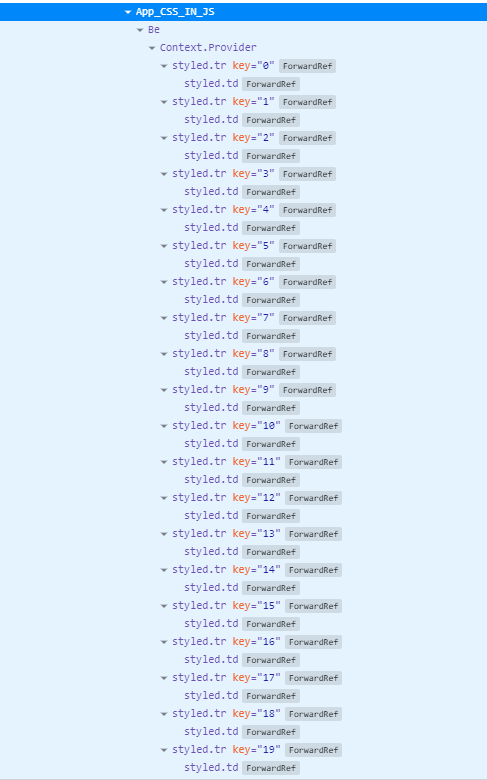 App_CSS_IN_JS
Be
Context.Provider
styled.tr key="0" ForwardRef
styled.td ForwardRef
styled.tr key="1" ForwardRef
styled.td ForwardRef
styled.tr key="2" ForwardRef
styled.td ForwardRef
styled.tr key="3" ForwardRef
styled.td ForwardRef
styled.tr key="4" ForwardRef
styled.td ForwardRef
styled.tr key="5" ForwardRef
styled.td ForwardRef
styled.tr key="6" ForwardRef
styled.td ForwardRef
styled.tr key="7" ForwardRef
styled.td ForwardRef
styled.tr key="8" ForwardRef
styled.td ForwardRef
styled.tr key="9" ForwardRef
styled.td ForwardRef
styled.tr key="10" ForwardRef
styled.td ForwardRef
styled.tr key="11" ForwardRef
styled.td ForwardRef
styled.tr key="12" ForwardRef
styled.td ForwardRef
styled.tr key="13" ForwardRef
styled.td ForwardRef
styled.tr key="14" ForwardRef
styled.td ForwardRef
styled.tr key="15" ForwardRef
styled.td ForwardRef
styled.tr key="16" ForwardRef
styled.td ForwardRef
styled.tr key="17" ForwardRef
styled.td ForwardRef
styled.tr key="18" ForwardRef
styled.td ForwardRef
styled.tr key="19" ForwardRef
styled.td ForwardRef